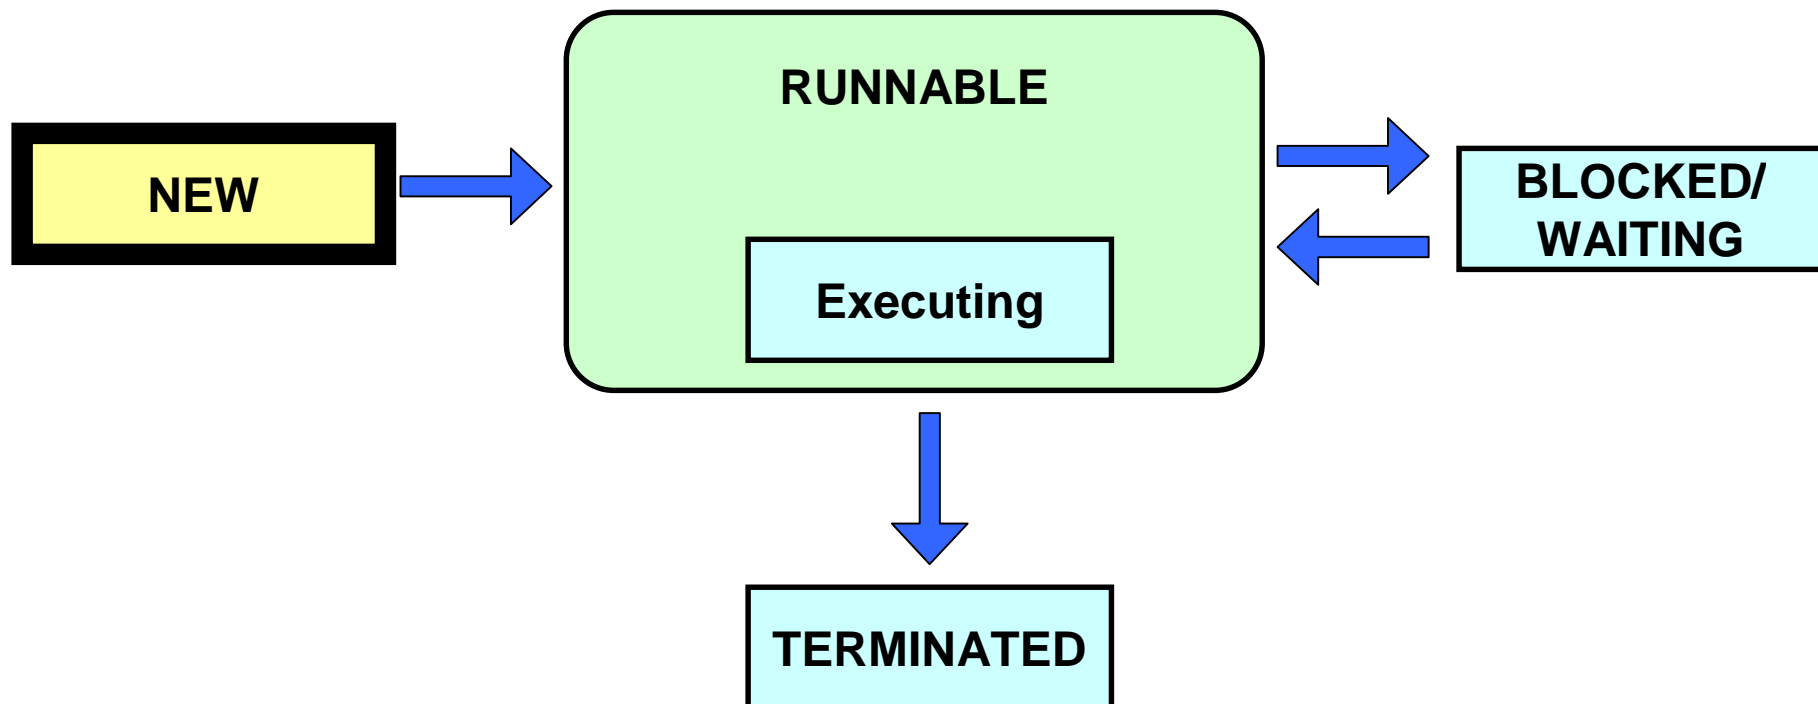 RUNNABLE
NEW
BLOCKED/
WAITING
Executing
TERMINATED